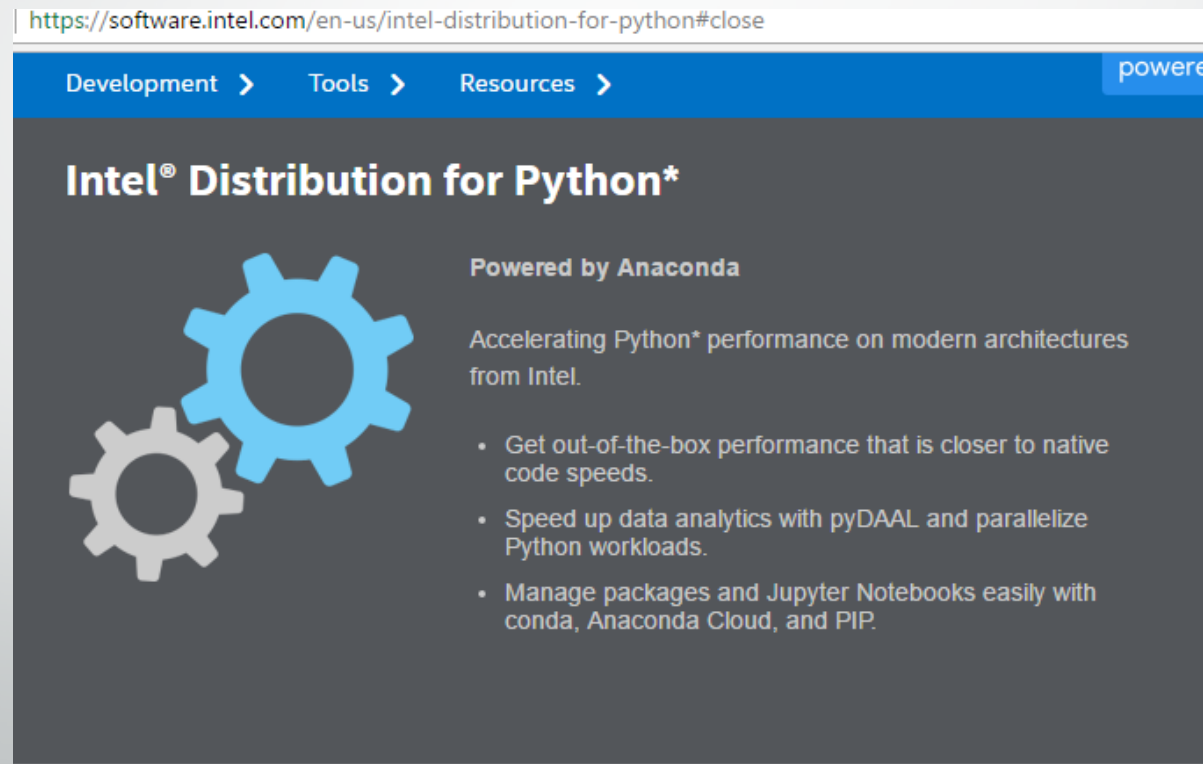 https://software.intel.com/en-us/intel-distribution-for-python#close
Development Tools Resources
Intel® Distribution for Python*
Powered by Anaconda
Accelerating Python* performance on modern architectures
from Intel.
• Get out-of-the-box performance that is closer to native
code speeds.
• Speed up data analytics with pyDAAL and parallelize
Python workloads.
• Manage packages and Jupyter Notebooks easily with
conda, Anaconda Cloud, and PIP.